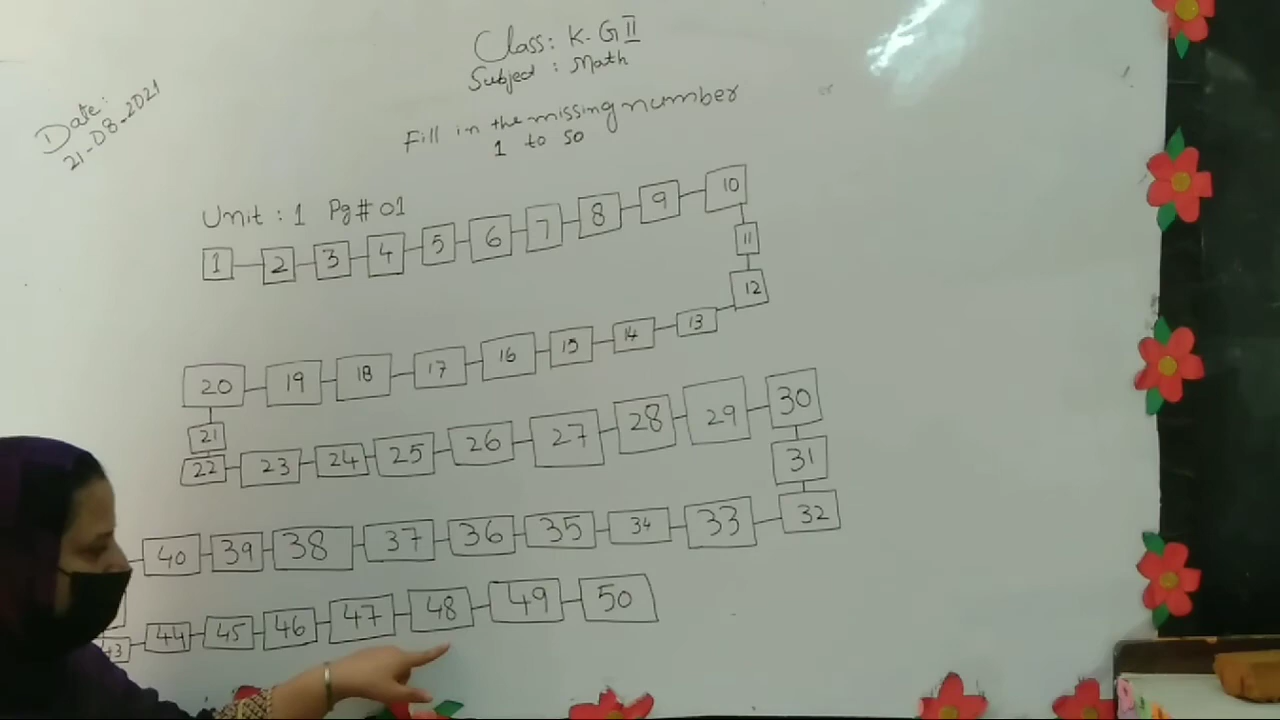 Class: K.G II
Subject: Math
Date:
21-08-2021
Fill in the missing number
1 to 50
Unit: 1 Pg# 01
1 2 3 4 5 6 7 8 9 10
11
12
20 19 18 17 16 15 14 13
21
22 23 24 25 26 27 28 29 30
31
40 39 38 37 36 35 34 33 32
43 44 45 46 47 48 49 50